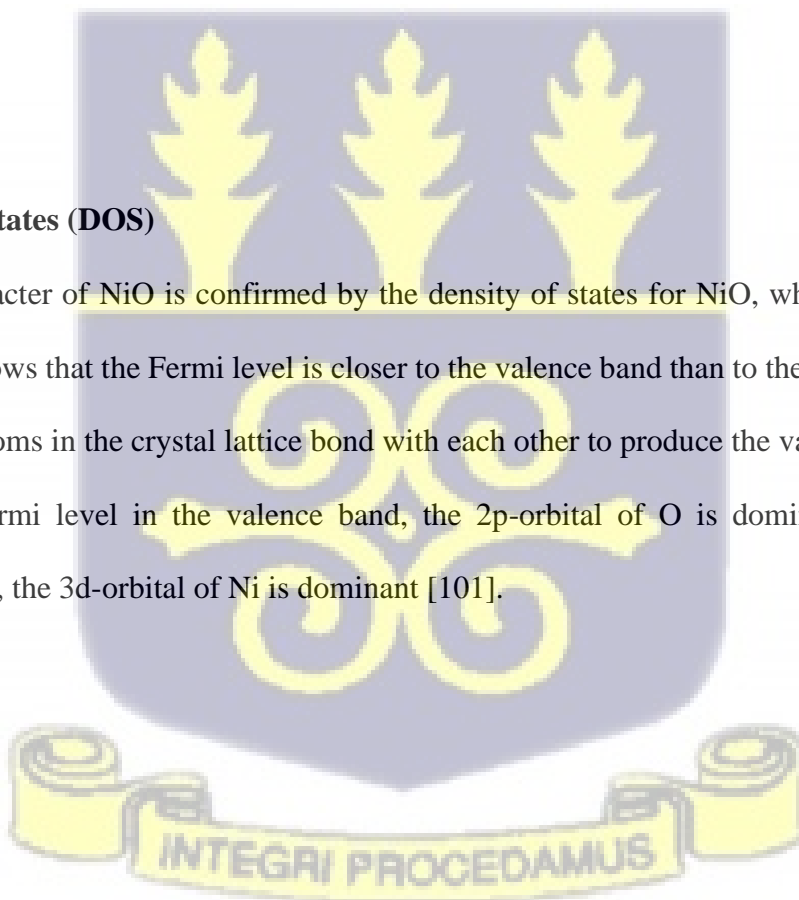 tates (DOS)
acter of NiO is confirmed by the density of states for NiO, wh
ows that the Fermi level is closer to the valence band than to the
oms in the crystal lattice bond with each other to produce the va
rmi level in the valence band, the 2p-orbital of O is domi
, the 3d-orbital of Ni is dominant [101].
INTEGRI PROCEDAMUS